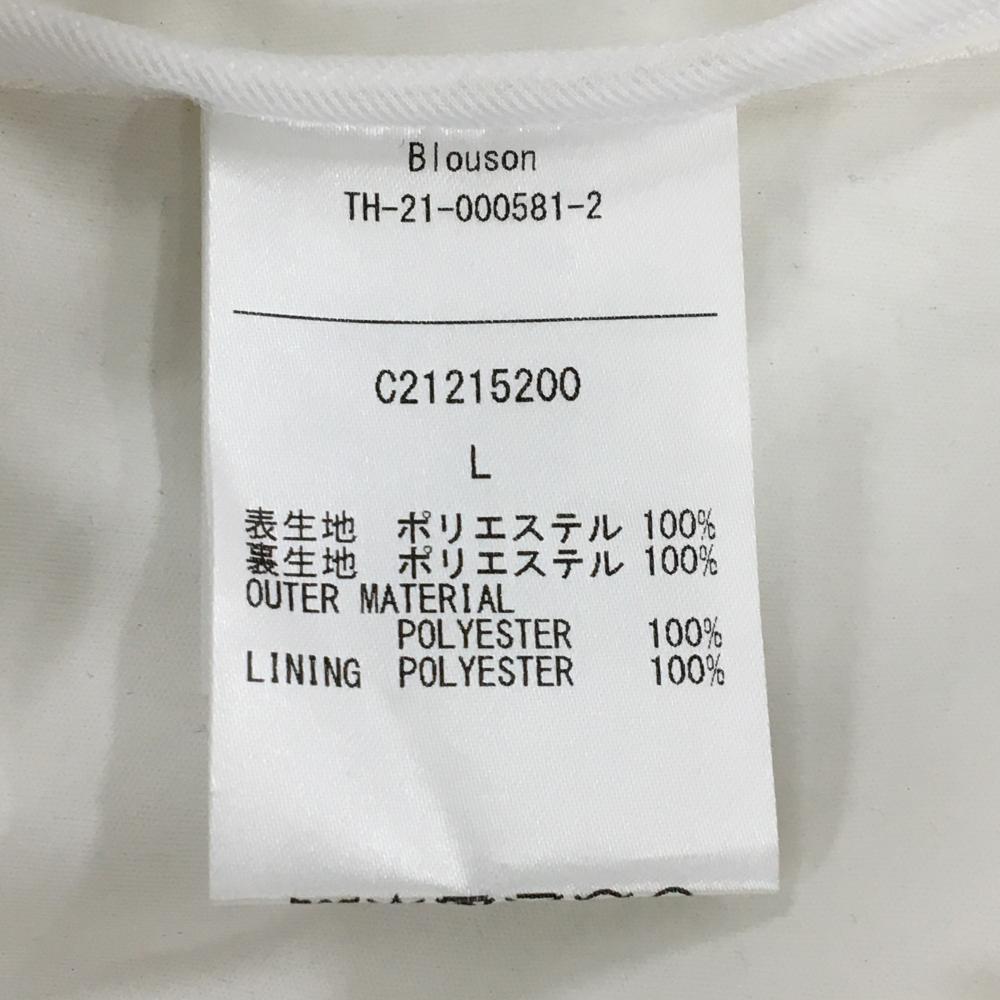 Blouson
TH-21-000581-2
C21215200
L
表生地 ポリエステル 100%
裏生地 ポリエステル 100%
OUTER MATERIAL
POLYESTER 100%
LINING POLYESTER 100%